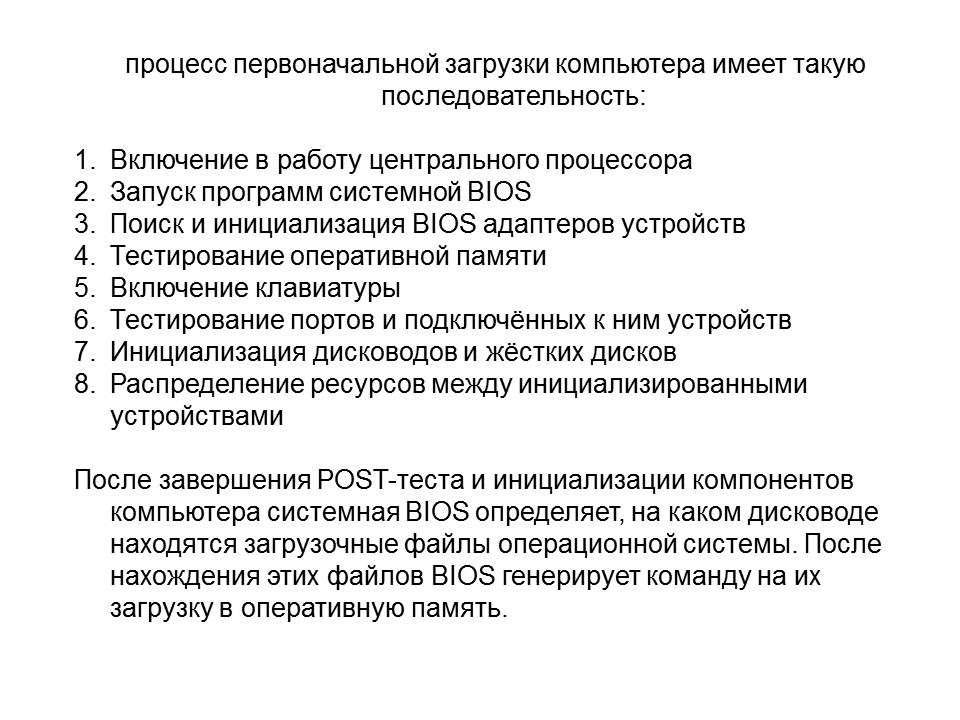 процесс первоначальной загрузки компьютера имеет такую
последовательность:
1. Включение в работу центрального процессора
2. Запуск программ системной BIOS
3. Поиск и инициализация BIOS адаптеров устройств
4. Тестирование оперативной памяти
5. Включение клавиатуры
6. Тестирование портов и подключённых к ним устройств
7. Инициализация дисководов и жёстких дисков
8. Распределение ресурсов между инициализированными
устройствами
После завершения POST-теста и инициализации компонентов
компьютера системная BIOS определяет, на каком дисководе
находятся загрузочные файлы операционной системы. После
нахождения этих файлов BIOS генерирует команду на их
загрузку в оперативную память.